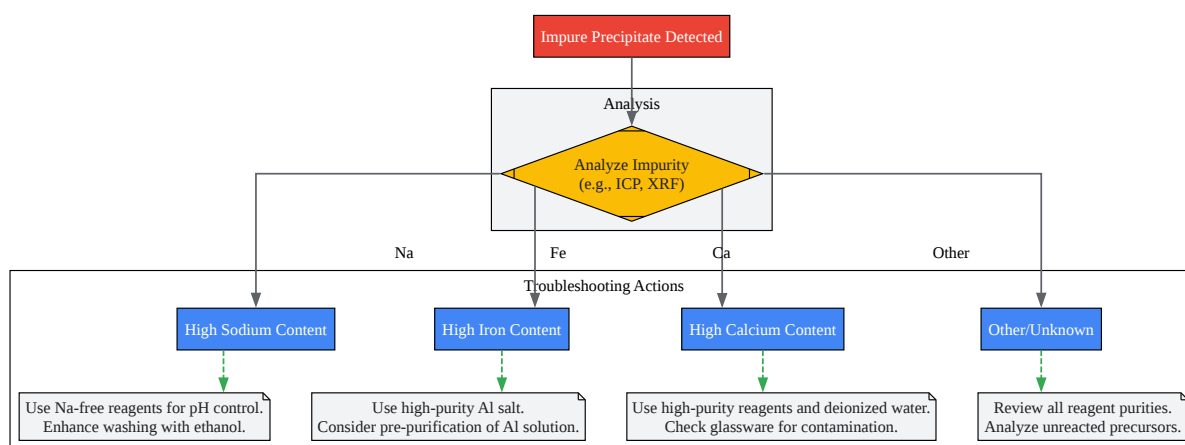 Impure Precipitate Detected
Analysis
Analyze Impurity
(e.g., ICP, XRF)
Na
Fe
Ca
Other
Troubleshooting Actions
High Sodium Content
High Iron Content
High Calcium Content
Other/Unknown
Use Na-free reagents for pH control.
Enhance washing with ethanol.
Use high-purity Al salt.
Consider pre-purification of Al solution.
Use high-purity reagents and deionized water.
Check glassware for contamination.
Review all reagent purities.
Analyze unreacted precursors.